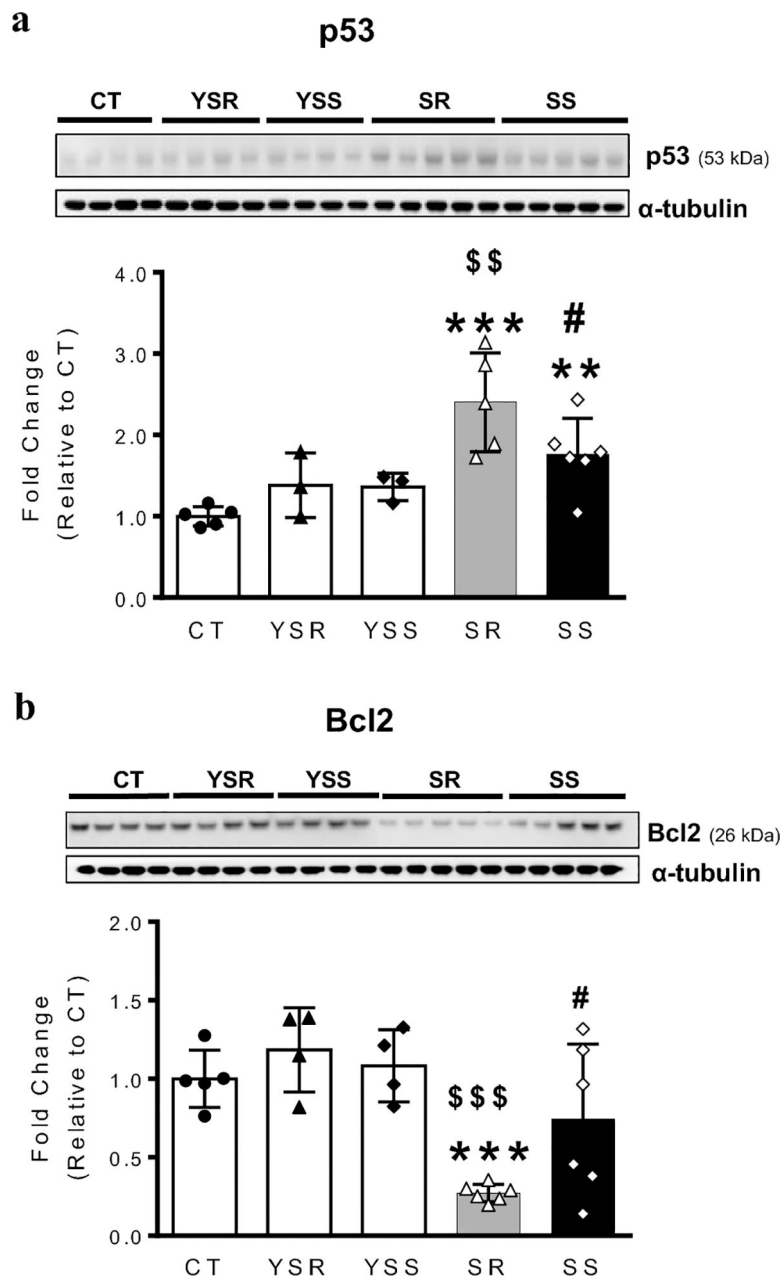 a
p53
CT YSR YSS SR SS
p53 (53 kDa)
α-tubulin
4.0
3.0
2.0
1.0
0.0
Fold Change
(Relative to CT)
$$
***
#
**
CT YSR YSS SR SS
b
Bcl2
CT YSR YSS SR SS
Bcl2 (26 kDa)
α-tubulin
2.0
1.5
1.0
0.5
0.0
Fold Change
(Relative to CT)
$$$
***
#
CT YSR YSS SR SS